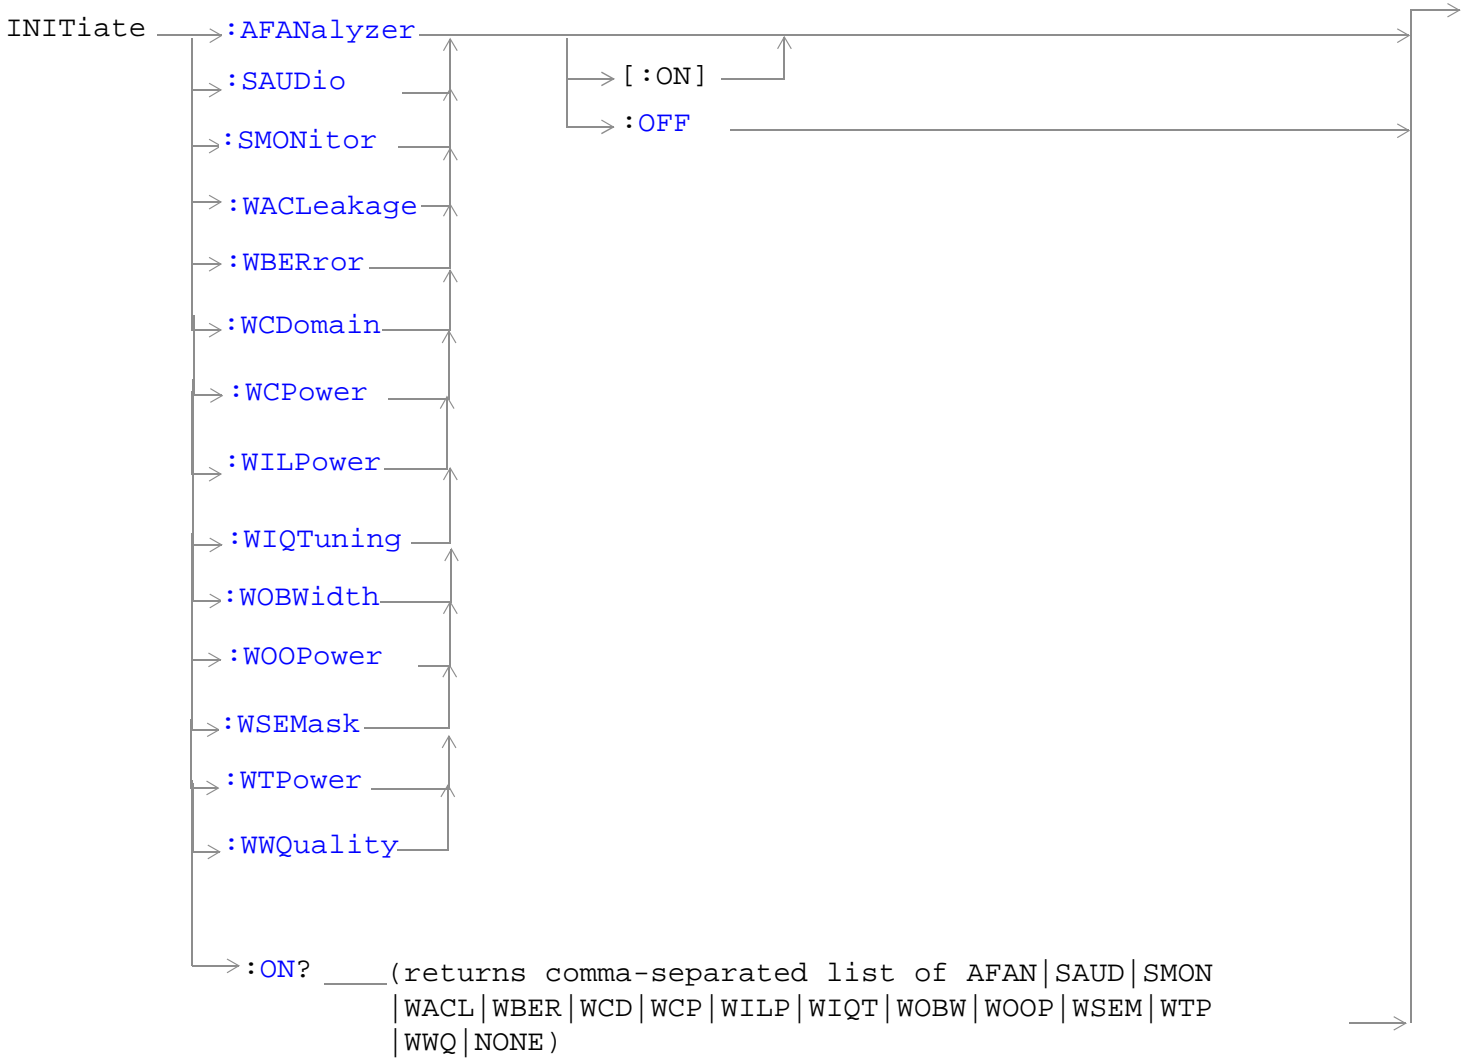 INITiate :AFANalyzer
[:ON]
:SAUDio
:OFF
:SMONitor
:WACLeakage
:WBERror
:WCDomain
:WCPower
:WILPower
:WIQTuning
:WOBWidth
:WOOPower
:WSEMask
:WTPower
:WWQuality
:ON? (returns comma-separated list of AFAN|SAUD|SMON
|WACL|WBER|WCD|WCP|WILP|WIQT|WOBW|WOOP|WSEM|WTP
|WWQ|NONE)